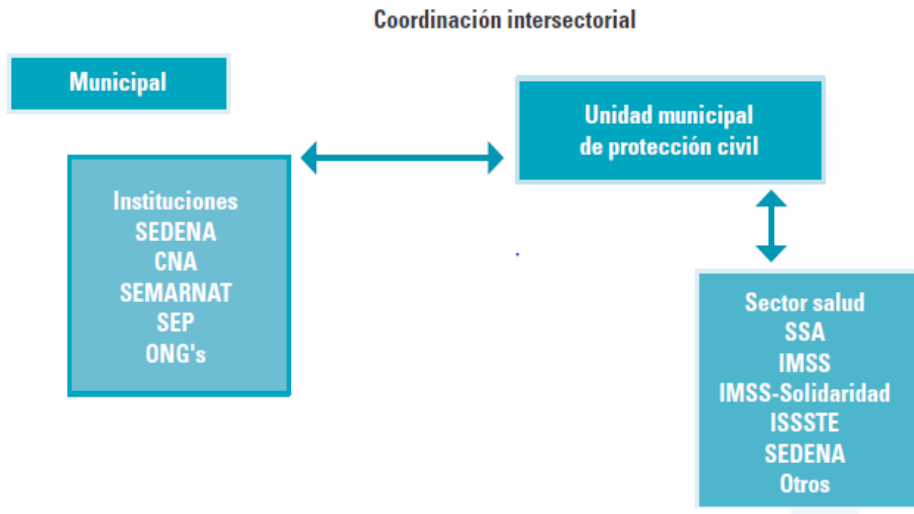 Coordinación intersectorial
Municipal
Unidad municipal
de protección civil
Instituciones
SEDENA
CNA
SEMARNAT
SEP
ONG's
Sector salud
SSA
IMSS
IMSS-Solidaridad
ISSSTE
SEDENA
Otros